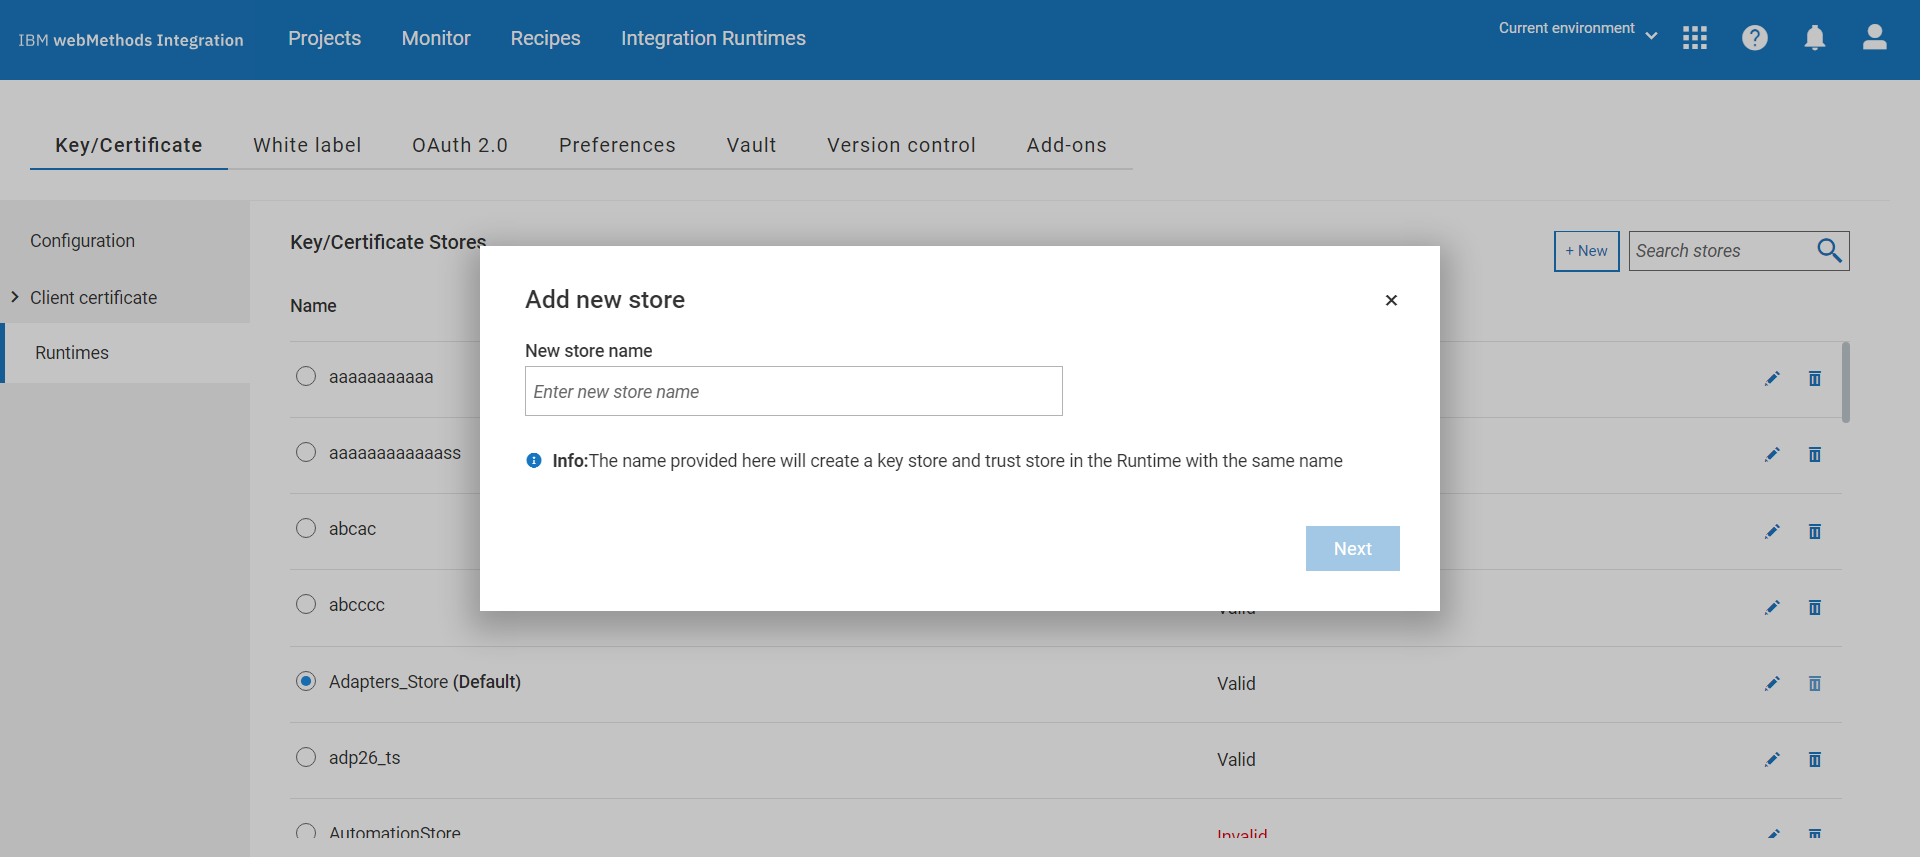 IBM webMethods Integration
Projects
Monitor
Recipes
Integration Runtimes
Current environment
Key/Certificate
White label
OAuth 2.0
Preferences
Vault
Version control
Add-ons
Configuration
Client certificate
Runtimes
Key/Certificate Stores
+ New
Search stores
Name
Add new store
New store name
Enter new store name
Info:The name provided here will create a key store and trust store in the Runtime with the same name
Next
aaaaaaaaaaa
aaaaaaaaaaaass
abcac
abcccc
Valid
Adapters_Store (Default)
Valid
adp26_ts
Valid
AutomationStore
Invalid